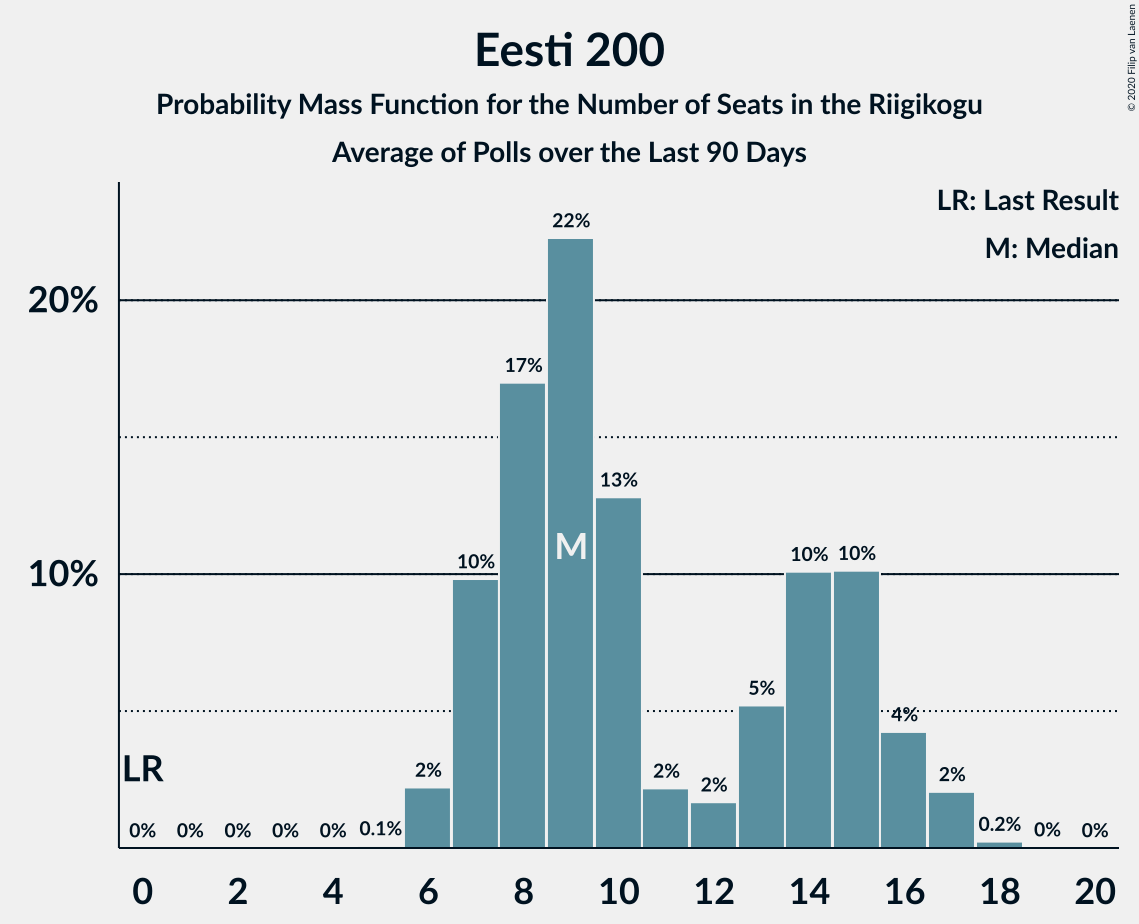 Eesti 200
Probability Mass Function for the Number of Seats in the Riigikogu
Average of Polls over the Last 90 Days
© 2020 Filip van Laenen
LR: Last Result
M: Median
20%
10%
0%
0%
0%
0%
0%
0.1%
2%
10%
17%
22%
13%
2%
2%
5%
10%
10%
4%
2%
0.2%
0%
0%
LR
M
0 2 4 6 8 10 12 14 16 18 20